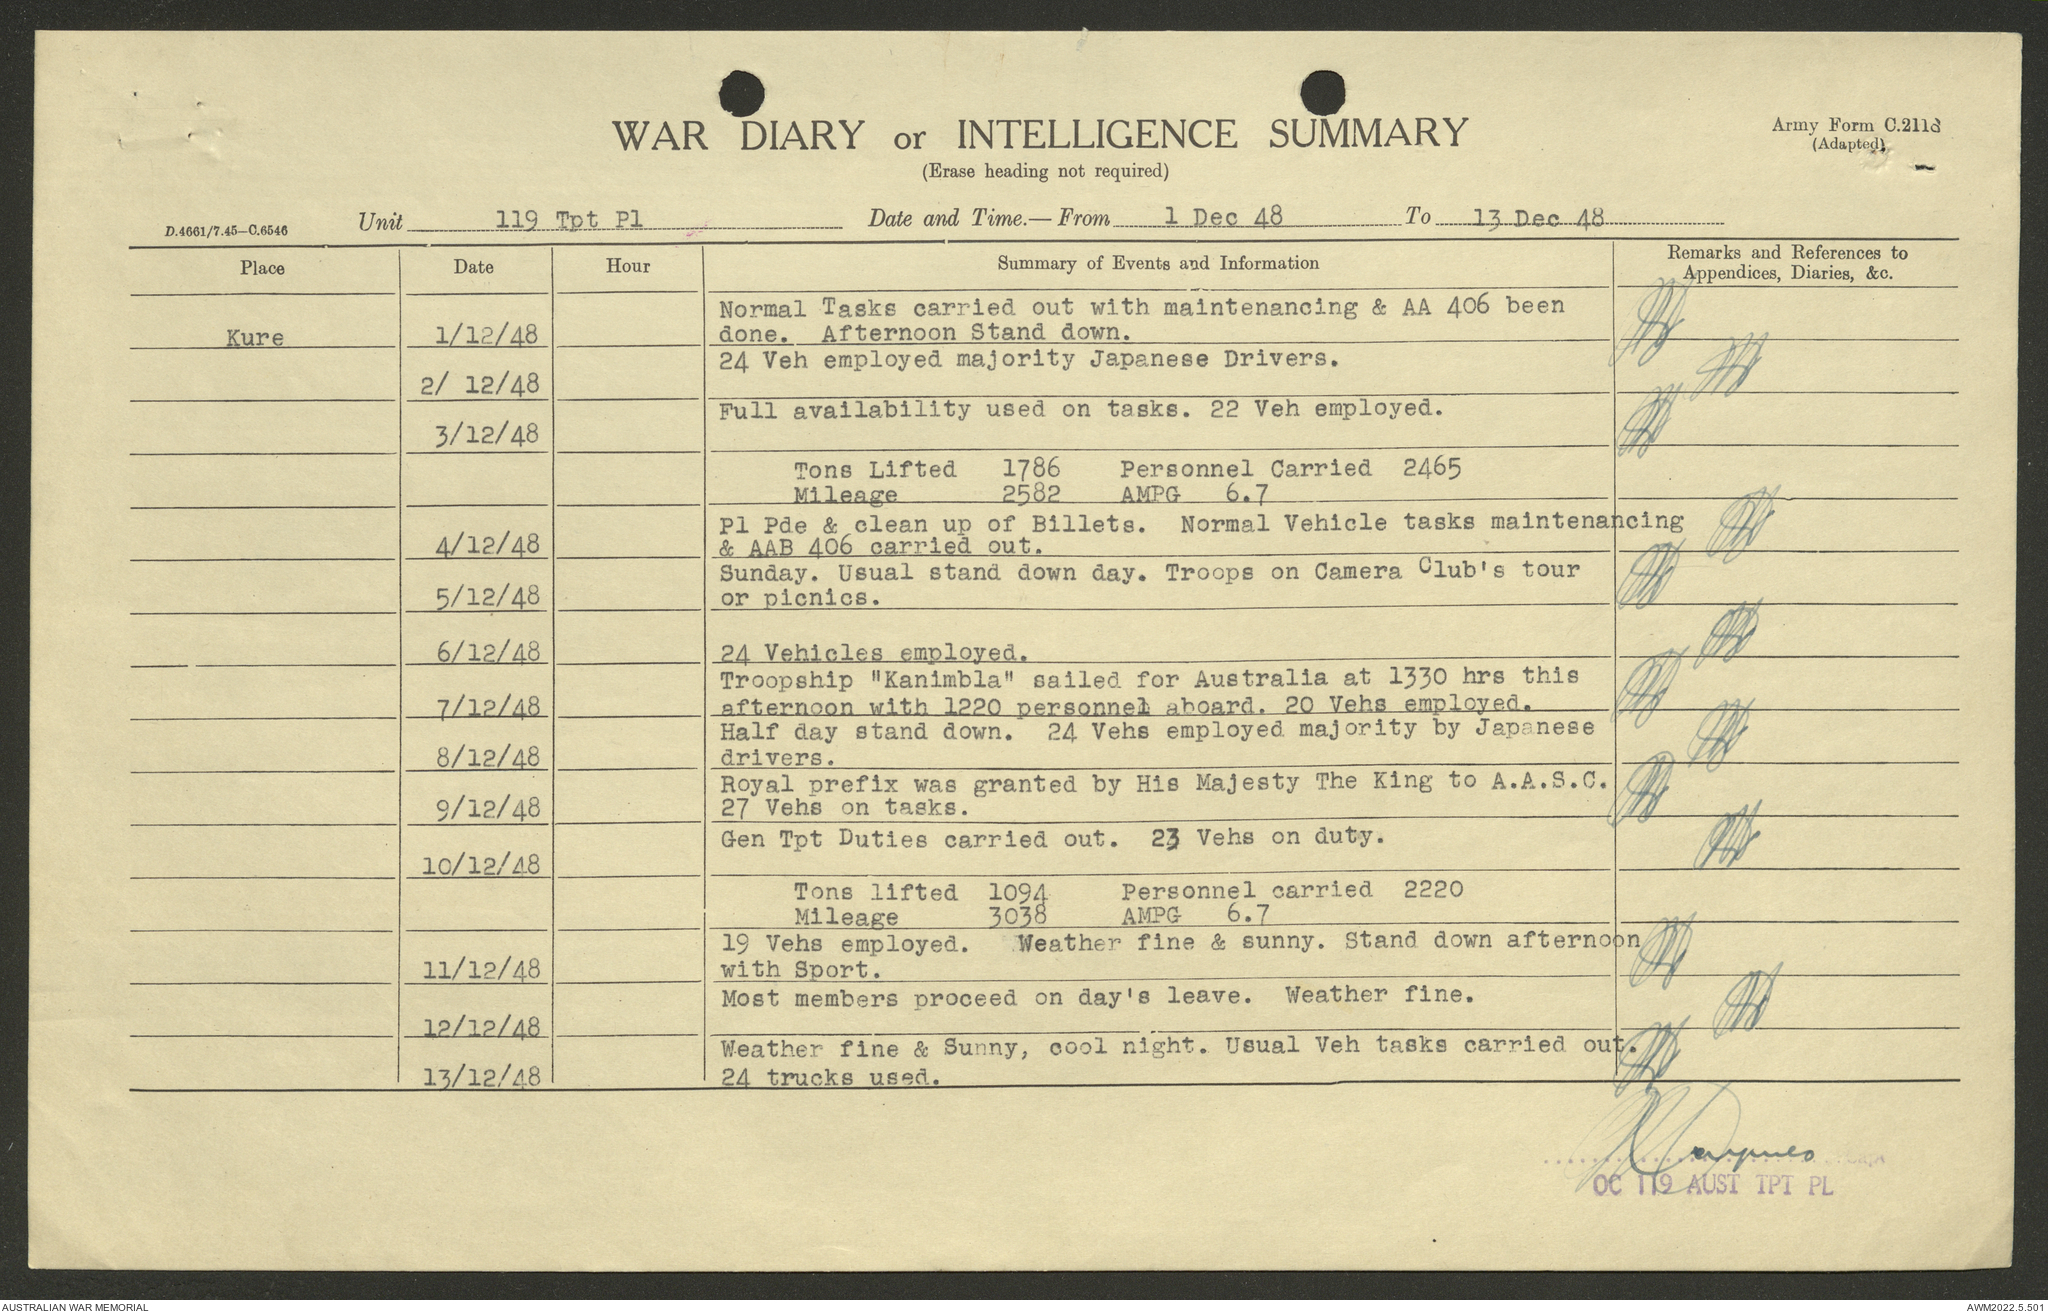 WAR DIARY or INTELLIGENCE SUMMARY
(Erase heading not required)
Army Form C.2118
(Adapted)
D.4661/7.45—C.6546
Unit 119 Tpt Pl Date and Time.— From 1 Dec 48 To 13 Dec 48
Place Date Hour Summary of Events and Information Remarks and References to
Appendices, Diaries, &c.
Normal Tasks carried out with maintenancing & AA 406 been
Kure 1/12/48 done. Afternoon Stand down.
24 Veh employed majority Japanese Drivers.
2/ 12/48
Full availability used on tasks. 22 Veh employed.
3/12/48
Tons Lifted 1786 Personnel Carried 2465
Mileage 2582 AMPG 6.7
Pl Pde & clean up of Billets. Normal Vehicle tasks maintenancing
4/12/48 & AAB 406 carried out.
Sunday. Usual stand down day. Troops on Camera Club's tour
5/12/48 or picnics.
6/12/48 24 Vehicles employed.
Troopship "Kanimbla" sailed for Australia at 1330 hrs this
7/12/48 afternoon with 1220 personnel aboard. 20 Vehs employed.
Half day stand down. 24 Vehs employed majority by Japanese
8/12/48 drivers.
Royal prefix was granted by His Majesty The King to A.A.S.C.
9/12/48 27 Vehs on tasks.
Gen Tpt Duties carried out. 23 Vehs on duty.
10/12/48
Tons lifted 1094 Personnel carried 2220
Mileage 3038 AMPG 6.7
19 Vehs employed. Weather fine & sunny. Stand down afternoon
11/12/48 with Sport.
Most members proceed on day's leave. Weather fine.
12/12/48
Weather fine & Sunny, cool night. Usual Veh tasks carried out.
13/12/48 24 trucks used.
OC 119 AUST TPT PL
AUSTRALIAN WAR MEMORIAL
AWM2022.5.501